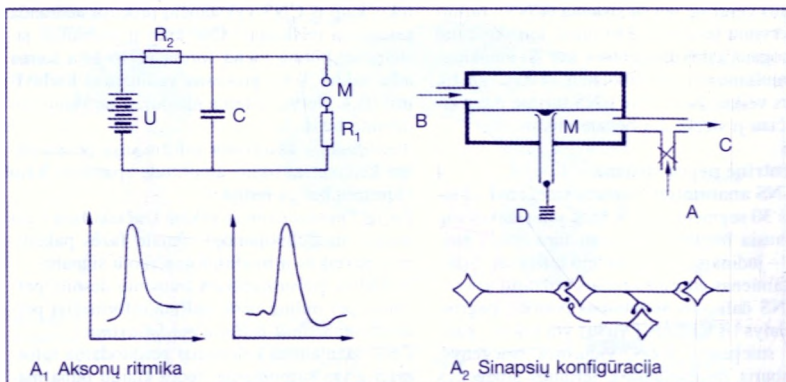 R₂
U
C
M
R₁
B
M
C
A
D
A₁ Aksonų ritmika
A₂ Sinapsių konfigūracija